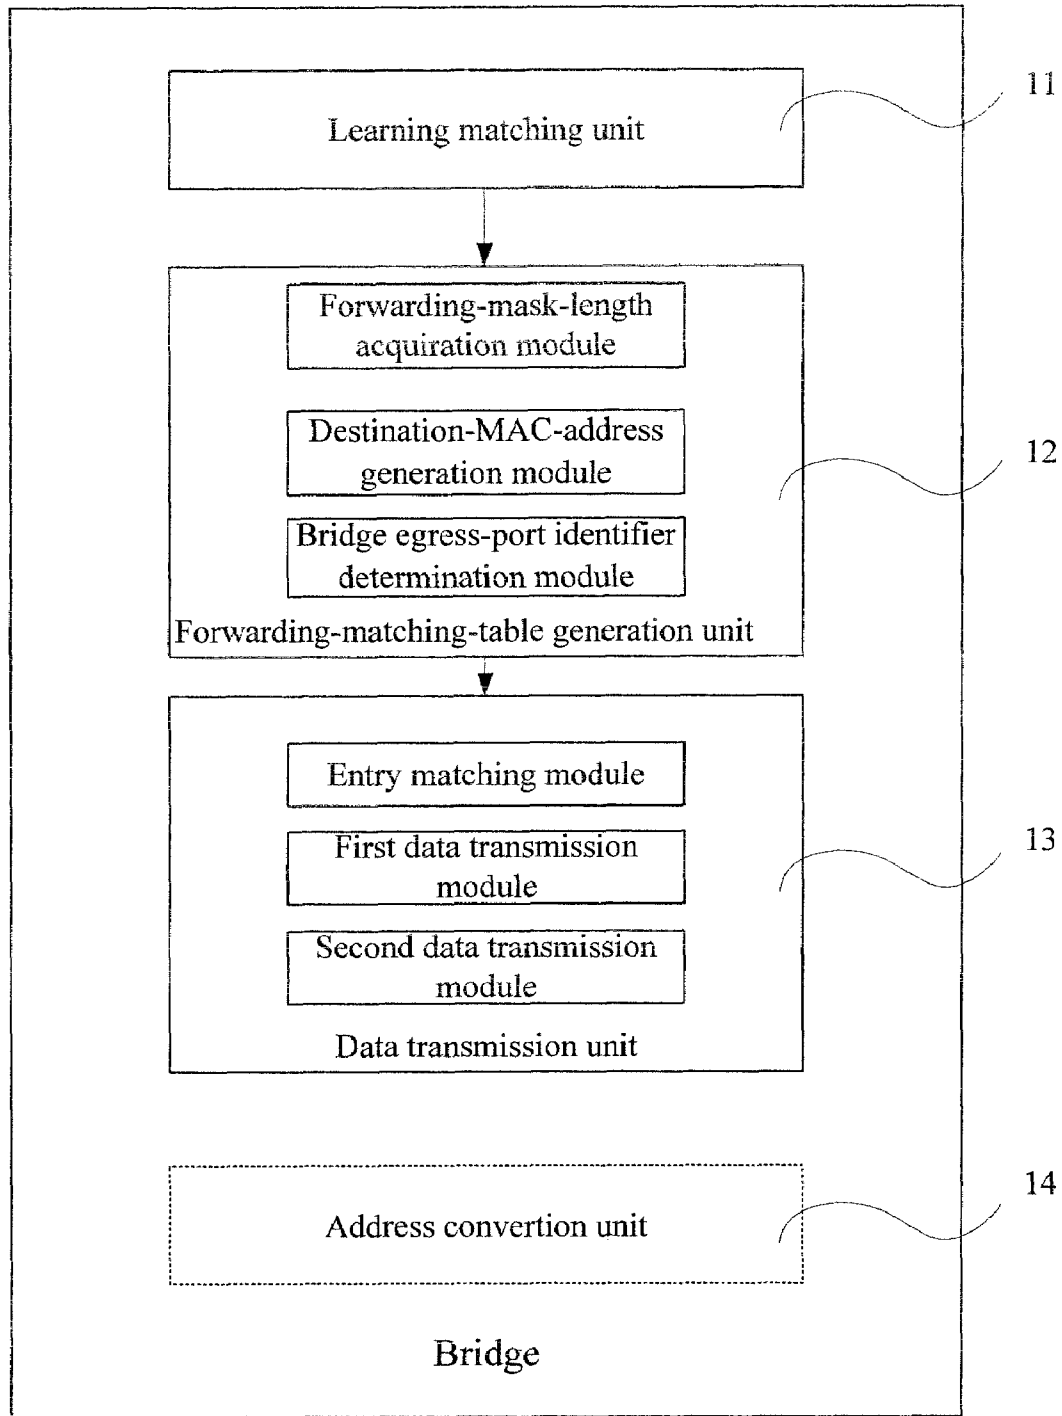 11
Learning matching unit
Forwarding-mask-length
acquiration module
Destination-MAC-address
generation module
12
Bridge egress-port identifier
determination module
Forwarding-matching-table generation unit
Entry matching module
First data transmission
module
13
Second data transmission
module
Data transmission unit
14
Address convertion unit
Bridge